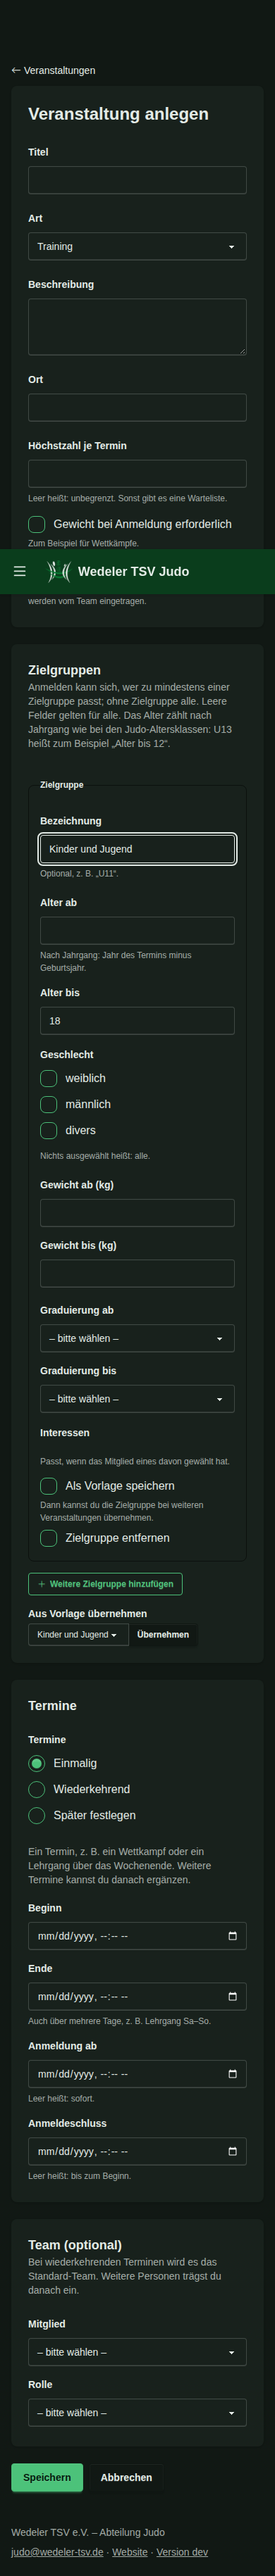 ← Veranstaltungen
Veranstaltung anlegen
Titel
Art
Training
Beschreibung
Ort
Höchstzahl je Termin
Leer heißt: unbegrenzt. Sonst gibt es eine Warteliste.
Gewicht bei Anmeldung erforderlich
Zum Beispiel für Wettkämpfe.
Wedeler TSV Judo
werden vom Team eingetragen.
Zielgruppen
Anmelden kann sich, wer zu mindestens einer
Zielgruppe passt; ohne Zielgruppe alle. Leere
Felder gelten für alle. Das Alter zählt nach
Jahrgang wie bei den Judo-Altersklassen: U13
heißt zum Beispiel „Alter bis 12“.
Zielgruppe
Bezeichnung
Kinder und Jugend
Optional, z. B. „U11“.
Alter ab
Nach Jahrgang: Jahr des Termins minus
Geburtsjahr.
Alter bis
18
Geschlecht
weiblich
männlich
divers
Nichts ausgewählt heißt: alle.
Gewicht ab (kg)
Gewicht bis (kg)
Graduierung ab
– bitte wählen –
Graduierung bis
– bitte wählen –
Interessen
Passt, wenn das Mitglied eines davon gewählt hat.
Als Vorlage speichern
Dann kannst du die Zielgruppe bei weiteren
Veranstaltungen übernehmen.
Zielgruppe entfernen
+ Weitere Zielgruppe hinzufügen
Aus Vorlage übernehmen
Kinder und Jugend Übernehmen
Termine
Termine
Einmalig
Wiederkehrend
Später festlegen
Ein Termin, z. B. ein Wettkampf oder ein
Lehrgang über das Wochenende. Weitere
Termine kannst du danach ergänzen.
Beginn
mm/dd/yyyy, --:-- --
Ende
mm/dd/yyyy, --:-- --
Auch über mehrere Tage, z. B. Lehrgang Sa–So.
Anmeldung ab
mm/dd/yyyy, --:-- --
Leer heißt: sofort.
Anmeldeschluss
mm/dd/yyyy, --:-- --
Leer heißt: bis zum Beginn.
Team (optional)
Bei wiederkehrenden Terminen wird es das
Standard-Team. Weitere Personen trägst du
danach ein.
Mitglied
– bitte wählen –
Rolle
– bitte wählen –
Speichern Abbrechen
Wedeler TSV e.V. – Abteilung Judo
judo@wedeler-tsv.de · Website · Version dev